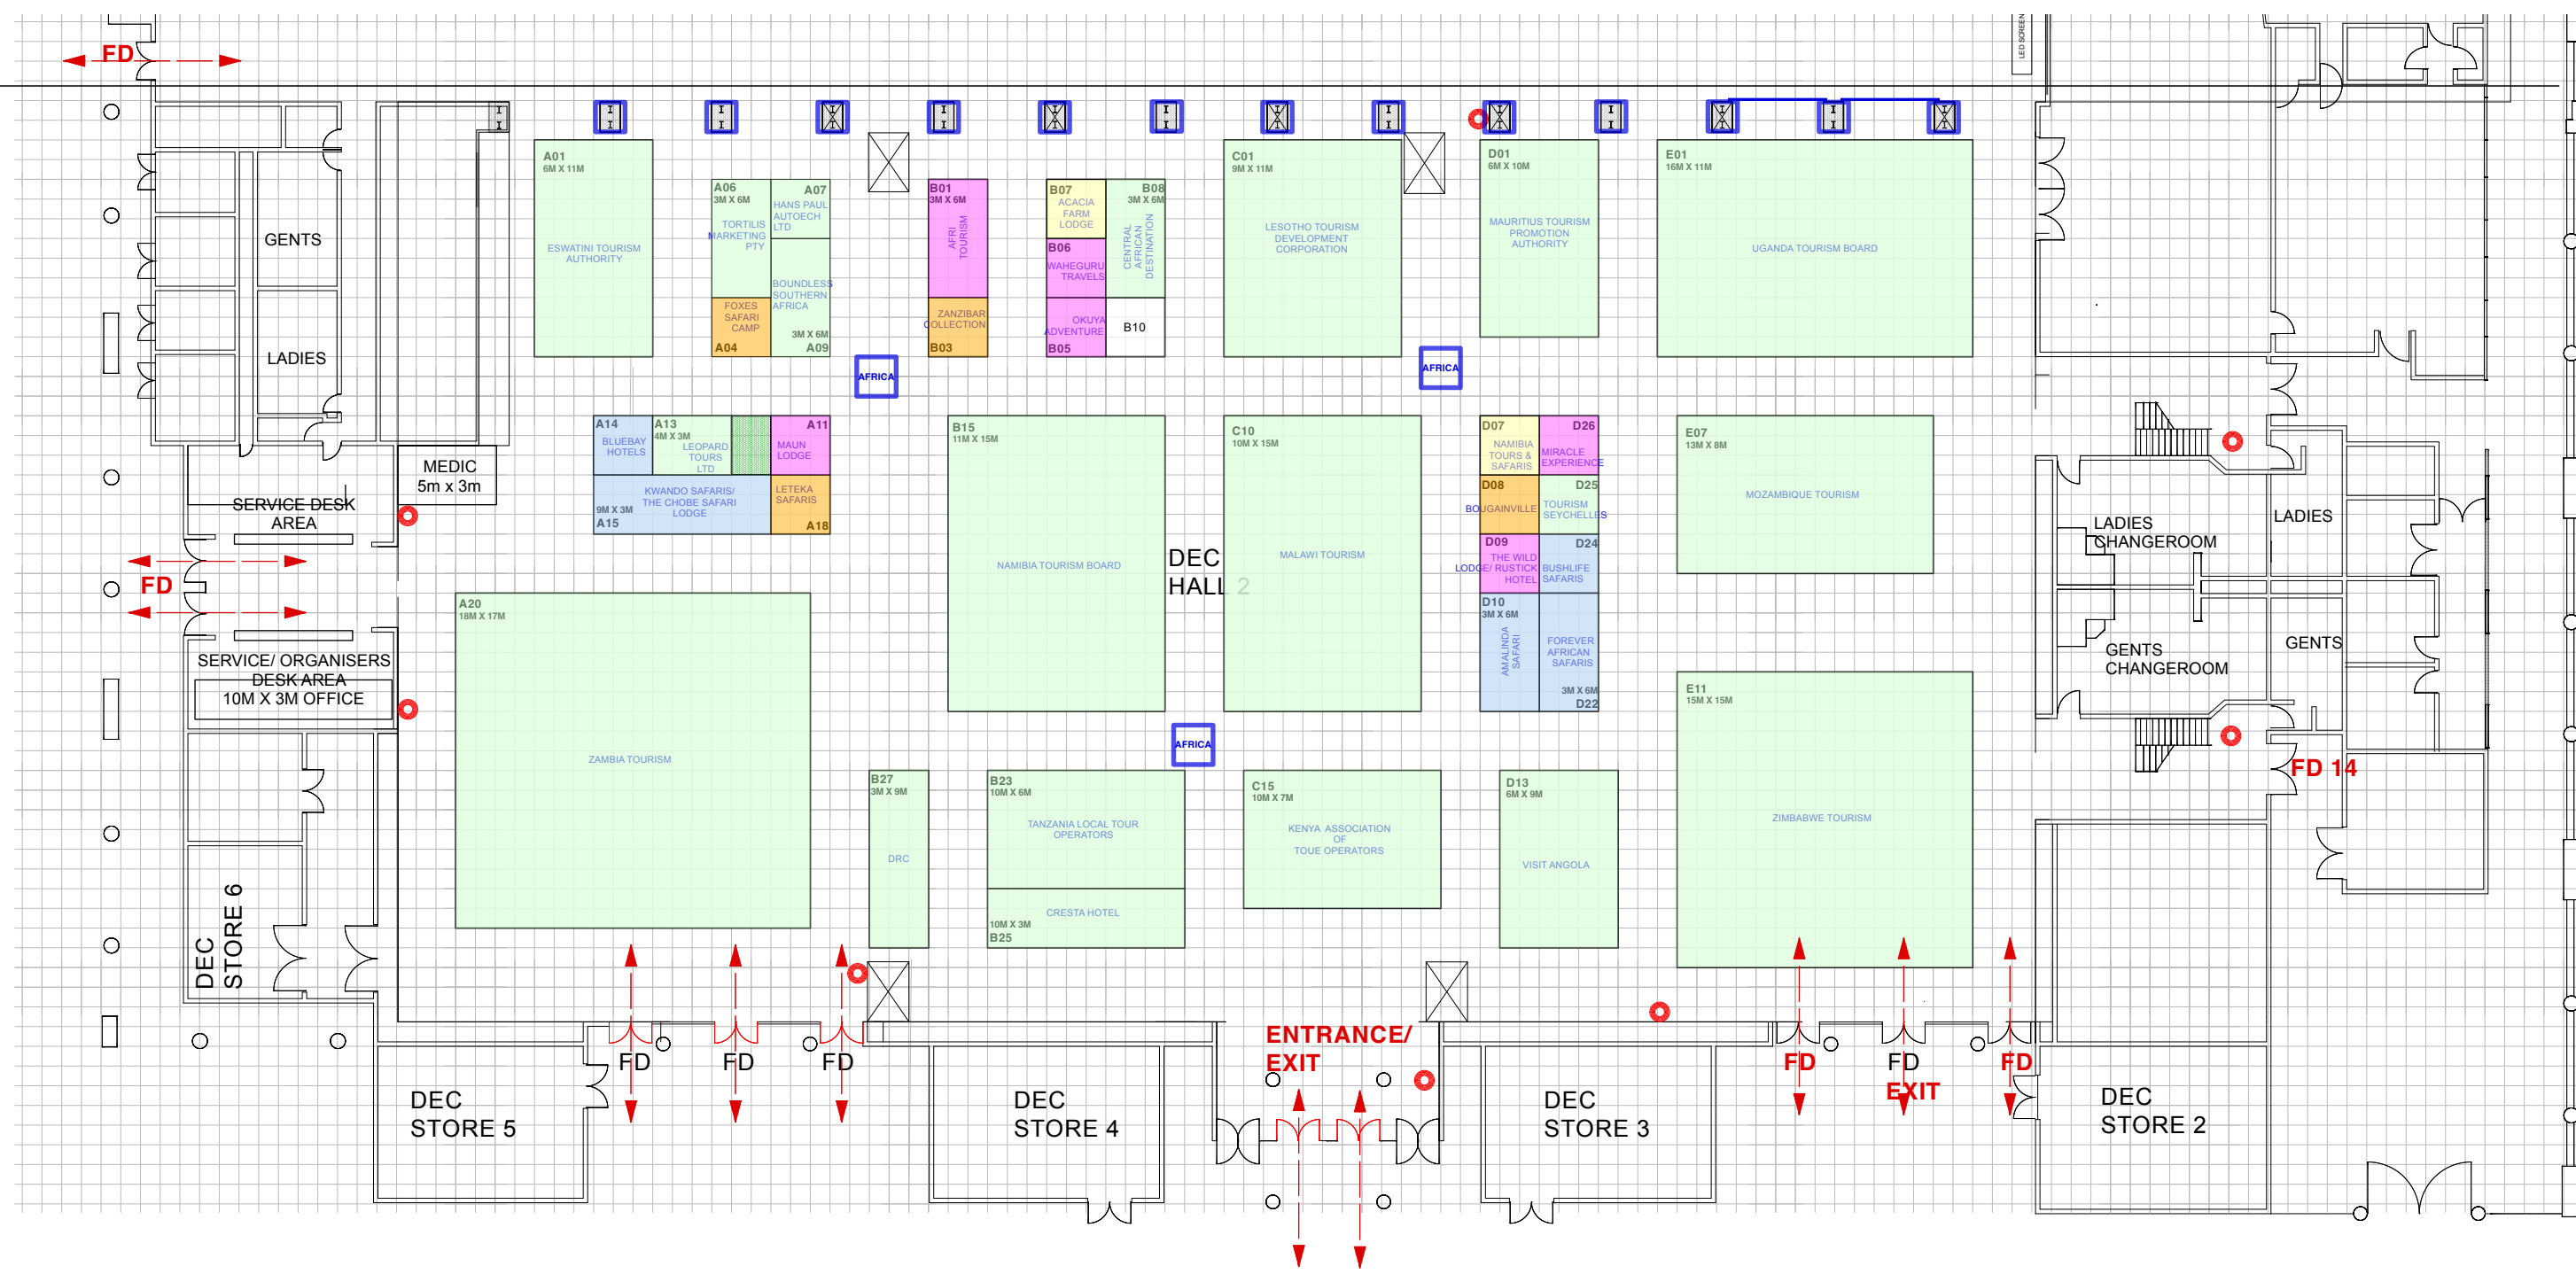 LED SCREEN
FD
A01
6M X 11M
ESWATINI TOURISM
AUTHORITY
A06
3M X 6M
TORTILIS
MARKETING
PTY
A07
HANS PAUL
AUTOECH
LTD
FOXES
SAFARI
CAMP
A04
BOUNDLESS
SOUTHERN
AFRICA
3M X 6M
A09
B01
3M X 6M
AFRI
TOURISM
ZANZIBAR
COLLECTION
B03
B07
ACACIA
FARM
LODGE
B08
3M X 6M
CENTRAL
AFRICAN
DESTINATION
B06
WAHEGURU
TRAVELS
OKUYA
ADVENTURE
B05
B10
C01
9M X 11M
LESOTHO TOURISM
DEVELOPMENT
CORPORATION
D01
6M X 10M
MAURITIUS TOURISM
PROMOTION
AUTHORITY
E01
16M X 11M
UGANDA TOURISM BOARD
GENTS
LADIES
AFRICA
AFRICA
MEDIC
5m x 3m
SERVICE DESK
AREA
A14
BLUEBAY
HOTELS
A13
4M X 3M
LEOPARD
TOURS
LTD
A11
MAUN
LODGE
KWANDO SAFARIS/
THE CHOBE SAFARI
LODGE
9M X 3M
A15
LETEKA
SAFARIS
A18
B15
11M X 15M
NAMIBIA TOURISM BOARD
DEC
HALL 2
C10
10M X 15M
MALAWI TOURISM
D07
NAMIBIA
TOURS &
SAFARIS
D26
MIRACLE
EXPERIENCE
D08
BOUGAINVILLE
D25
TOURISM
SEYCHELLES
D09
THE WILD
LODGE/ RUSTICK
HOTEL
D24
BUSHLIFE
SAFARIS
D10
3M X 6M
AMALINDA
SAFARI
FOREVER
AFRICAN
SAFARIS
3M X 6M
D22
E07
13M X 8M
MOZAMBIQUE TOURISM
LADIES
CHANGEROOM
LADIES
GENTS
CHANGEROOM
GENTS
FD
SERVICE/ ORGANISERS
DESK AREA
10M X 3M OFFICE
A20
18M X 17M
ZAMBIA TOURISM
AFRICA
E11
15M X 15M
ZIMBABWE TOURISM
FD 14
B27
3M X 9M
DRC
B23
10M X 6M
TANZANIA LOCAL TOUR
OPERATORS
CRESTA HOTEL
10M X 3M
B25
C15
10M X 7M
KENYA ASSOCIATION
OF
TOUE OPERATORS
D13
6M X 9M
VISIT ANGOLA
DEC
STORE 6
FD
FD
FD
ENTRANCE/
EXIT
FD
FD
FD
EXIT
DEC
STORE 5
DEC
STORE 4
DEC
STORE 3
DEC
STORE 2